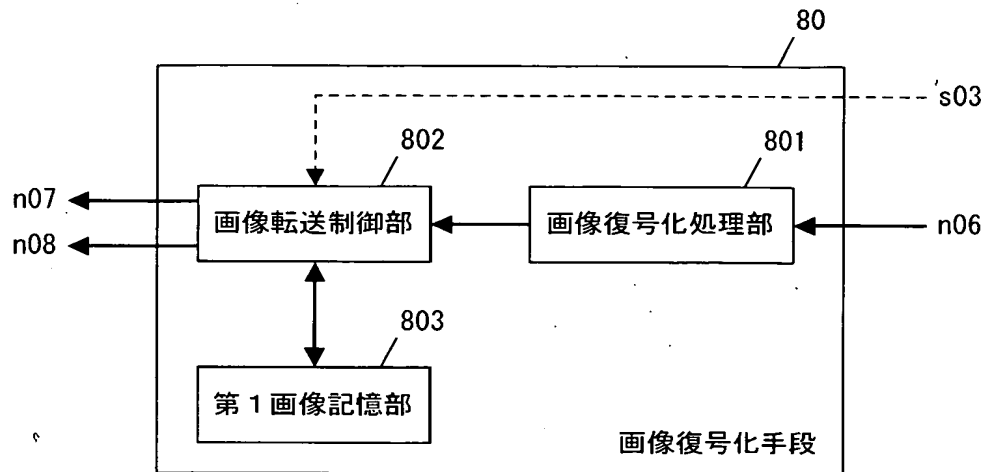 80
s03
802
801
n07
画像転送制御部
画像復号化処理部
n06
n08
803
第1画像記憶部
画像復号化手段